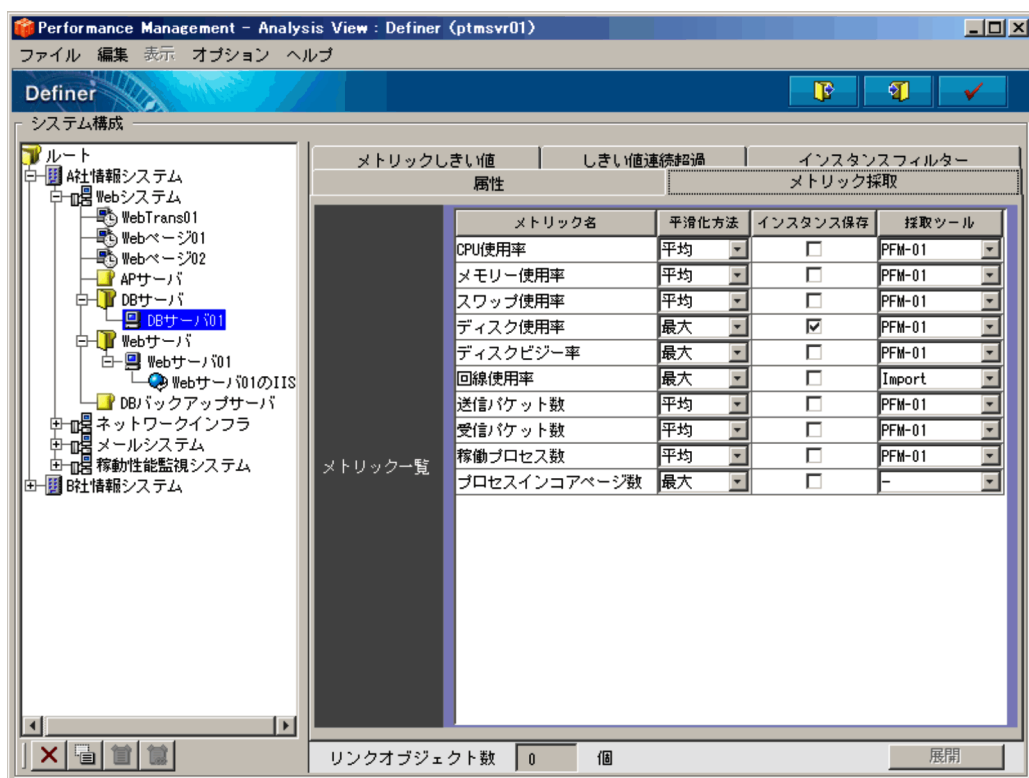 Performance Management - Analysis View : Definer (ptmsvr01)
ファイル 編集 表示 オプション ヘルプ
Definer
システム構成
ルート
A社情報システム
Webシステム
WebTrans01
Webページ01
Webページ02
APサーバ
DBサーバ
DBサーバ01
Webサーバ
Webサーバ01
Webサーバ01のIIS
DBバックアップサーバ
ネットワークインフラ
メールシステム
稼動性能監視システム
B社情報システム
メトリックしきい値 しきい値連続超過 インスタンスフィルター
属性 メトリック採取
メトリック一覧
メトリック名 平滑化方法 インスタンス保存 採取ツール
CPU使用率 平均 PFM-01
メモリー使用率 平均 PFM-01
スワップ使用率 平均 PFM-01
ディスク使用率 最大 PFM-01
ディスクビジー率 最大 PFM-01
回線使用率 最大 Import
送信パケット数 平均 PFM-01
受信パケット数 平均 PFM-01
稼働プロセス数 平均 PFM-01
プロセスインコアページ数 最大 -
リンクオブジェクト数 0 個
展開